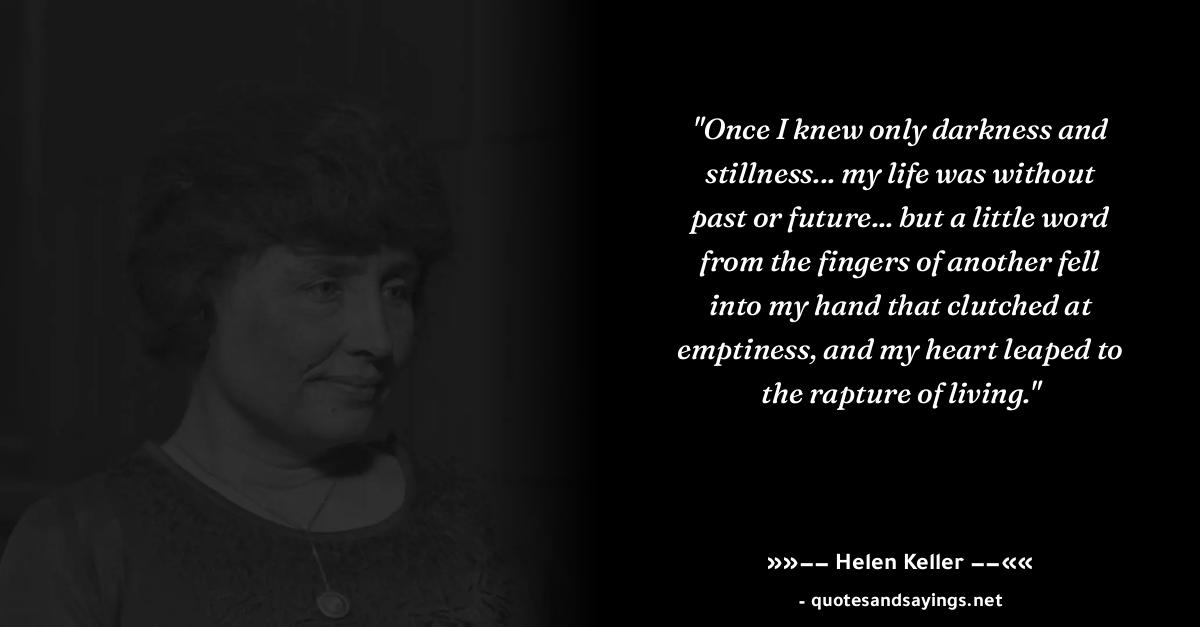 "Once I knew only darkness and
stillness... my life was without
past or future... but a little word
from the fingers of another fell
into my hand that clutched at
emptiness, and my heart leaped to
the rapture of living."
»»−− Helen Keller −−««
- quotesandsayings.net